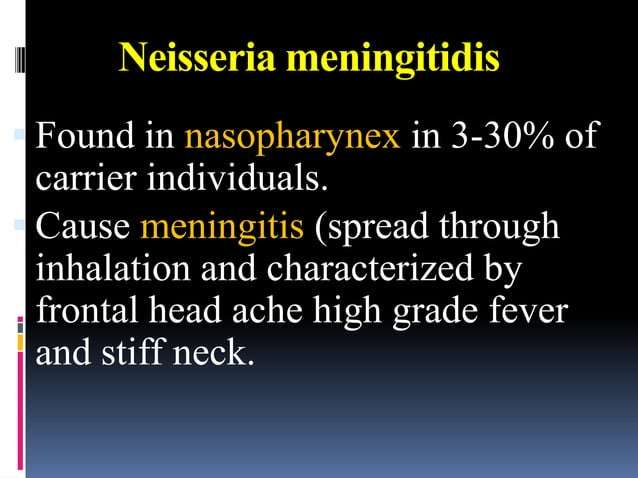 Neisseria meningitidis
Found in nasopharynex in 3-30% of
carrier individuals.
Cause meningitis (spread through
inhalation and characterized by
frontal head ache high grade fever
and stiff neck.